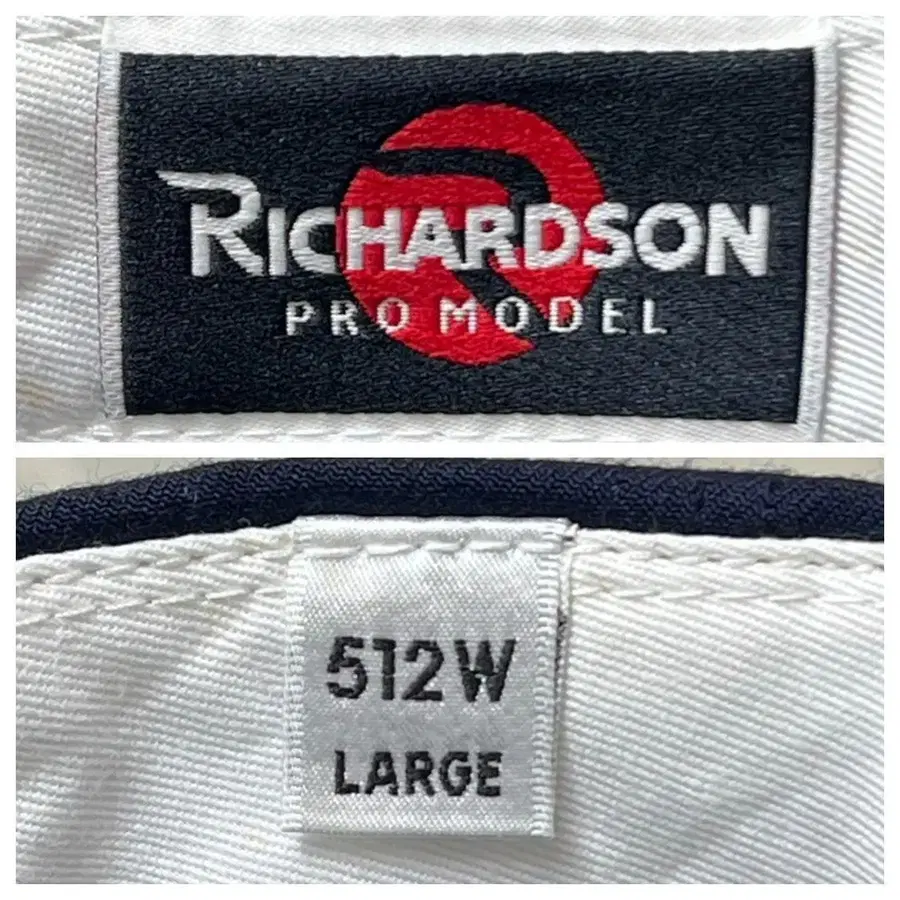 RICHARDSON
PRO MODEL
512W
LARGE